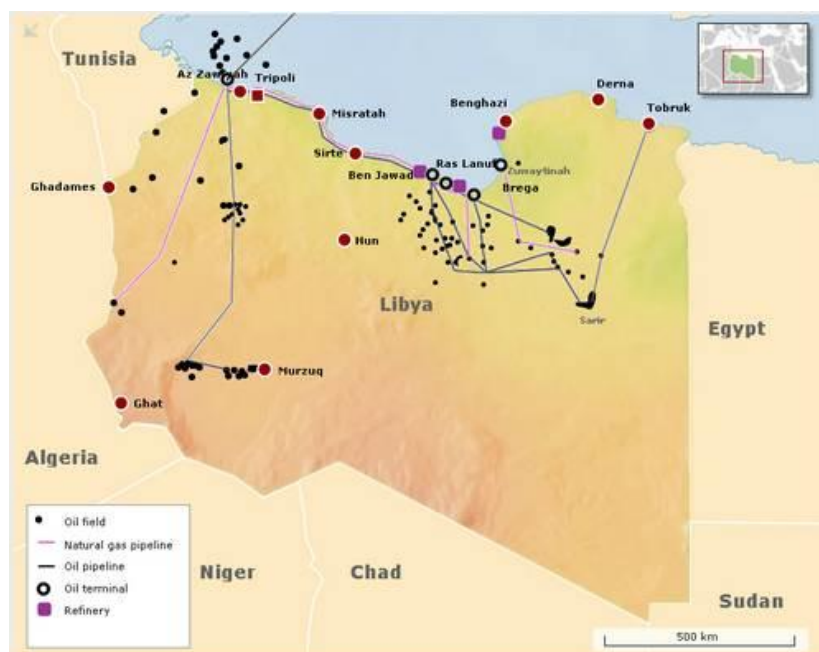 Tunisia
Az Zawiyah
Tripoli
Misratah
Benghazi
Derna
Tobruk
Sirte
Ras Lanuf
Zuwaytinah
Ben Jawad
Brega
Ghadames
Hun
Libya
Sarir
Egypt
Murzuq
Ghat
Algeria
Niger
Chad
Sudan
Oil field
Natural gas pipeline
Oil pipeline
Oil terminal
Refinery
500 km